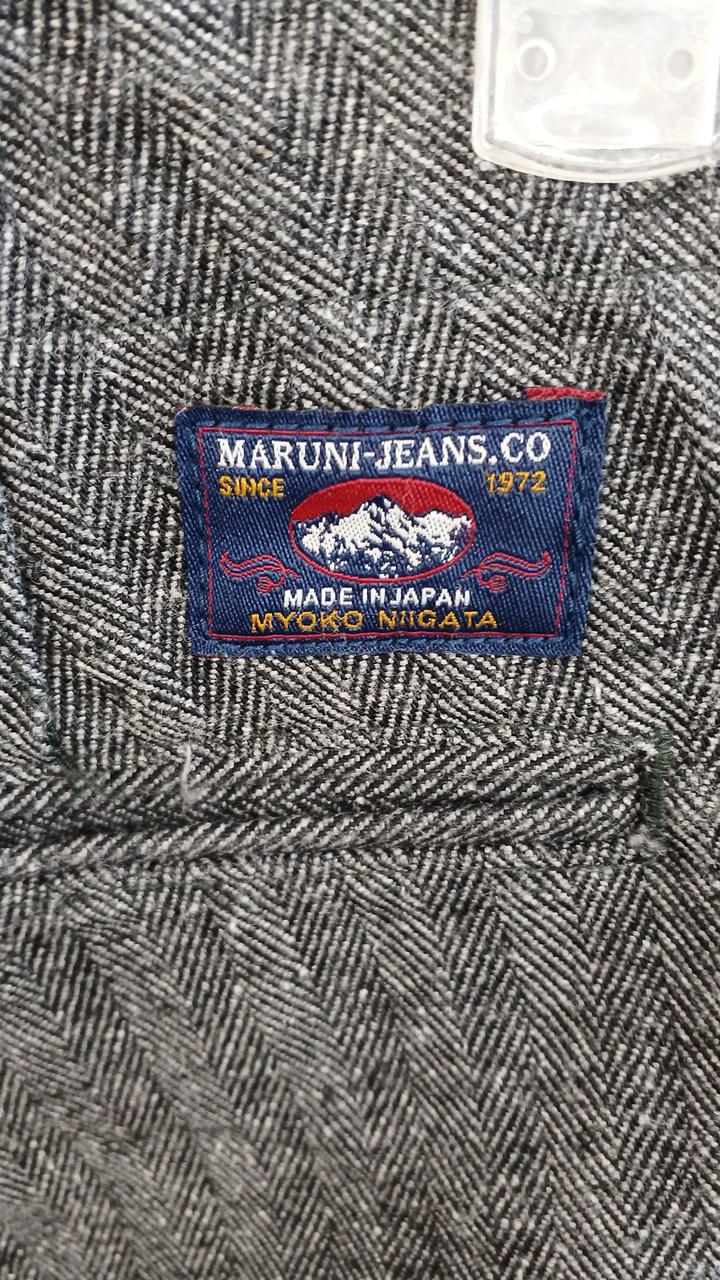 MARUNI-JEANS.CO
SINCE 1972
MADE IN JAPAN
MYOKO NIIGATA